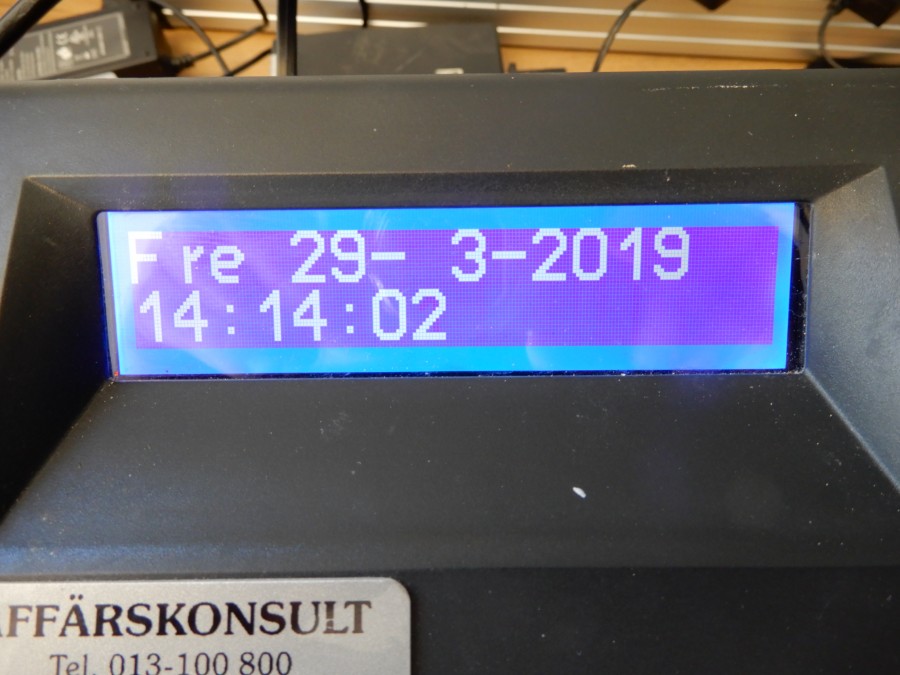 Fre 29- 3-2019
14:14:02
AFFÄRSKONSULT
Tel. 013-100 800